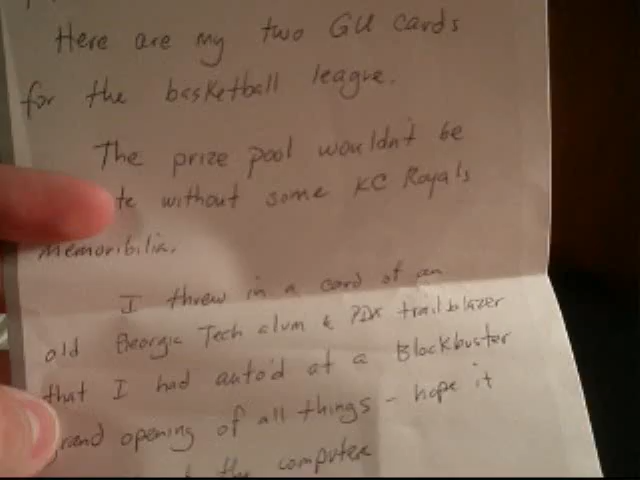 Here are my two GU cards
for the basketball league.
The prize pool wouldn't be
te without some KC Royals
memoribilia.
I threw in a card of an
old Georgia Tech alum & PDX trailblazer
that I had auto'd at a Blockbuster
grand opening of all things - hope it
the computer